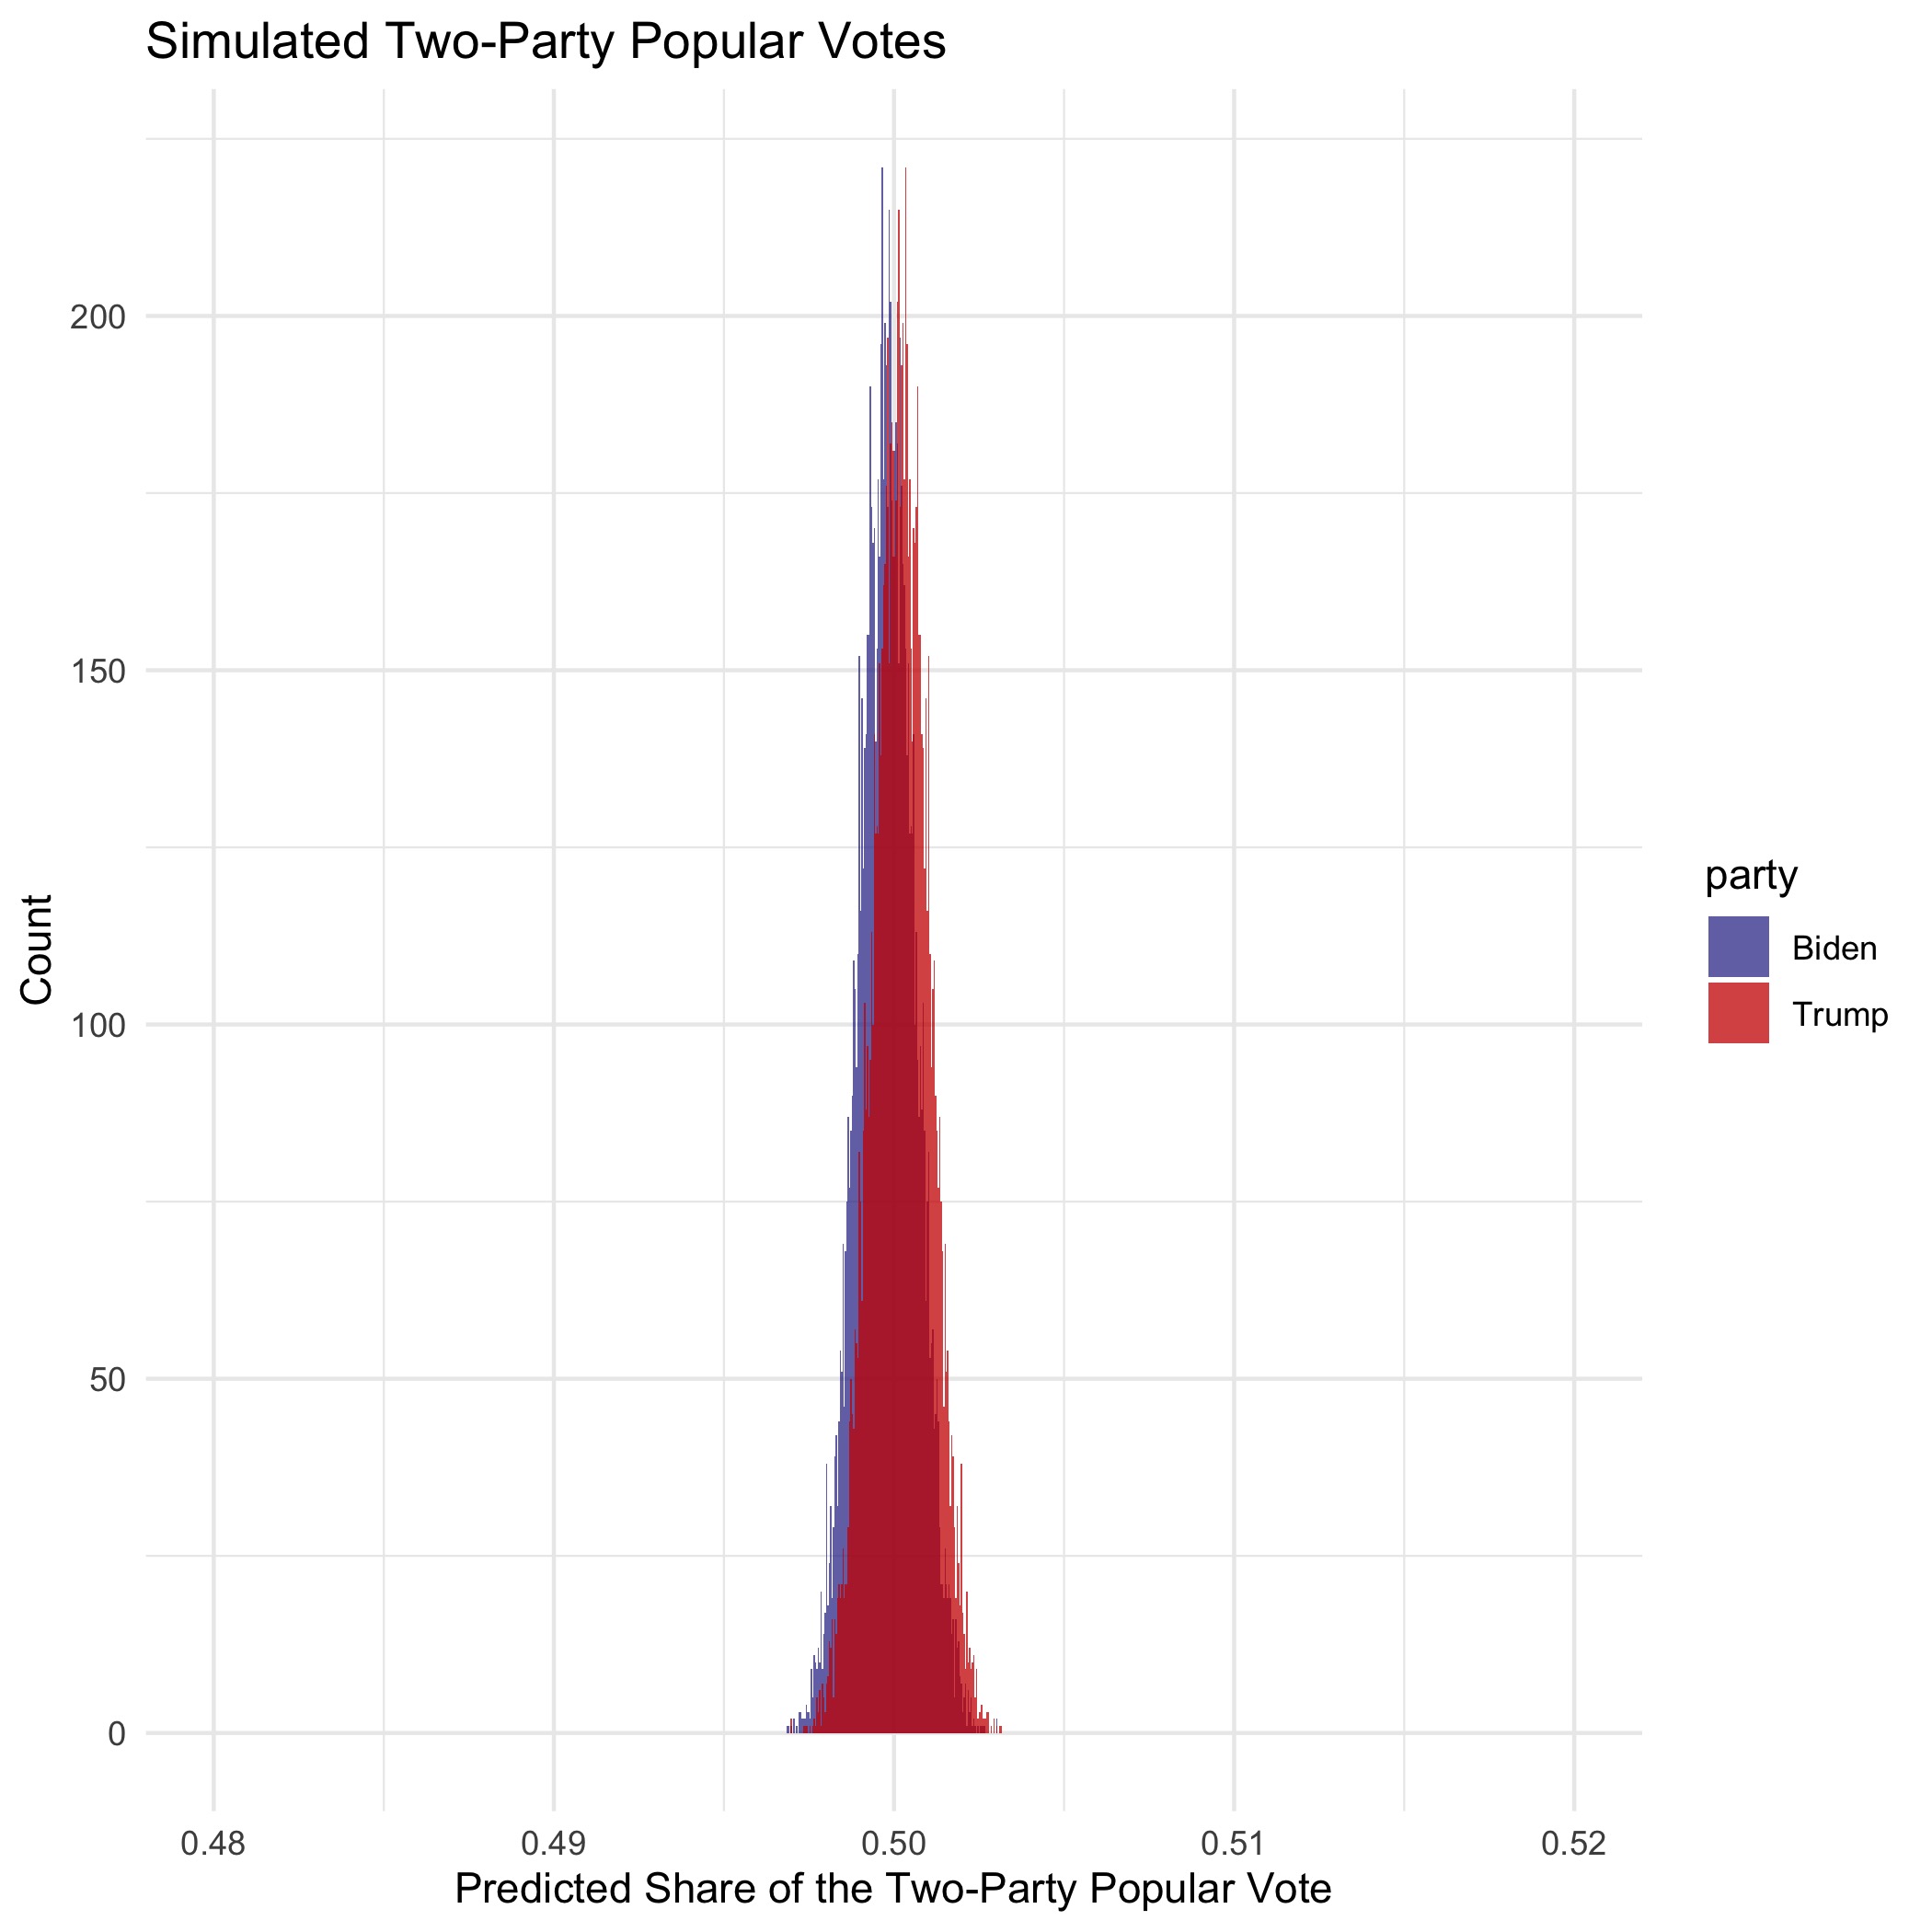 Simulated Two-Party Popular Votes
200
150
100
50
0
Count
0.48 0.49 0.50 0.51 0.52
Predicted Share of the Two-Party Popular Vote
party
Biden
Trump